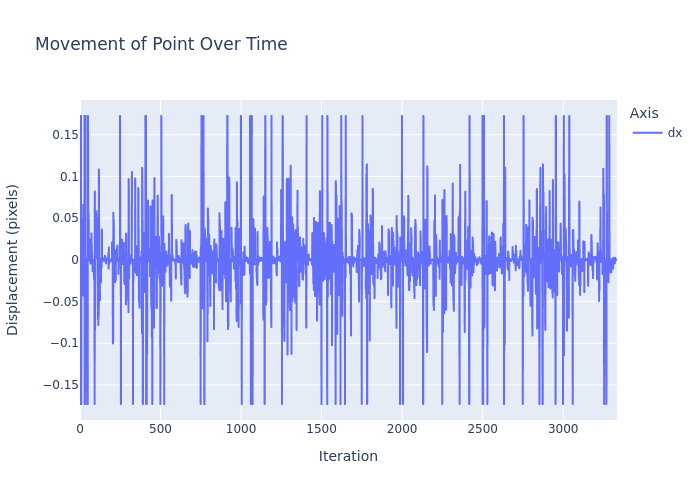 Movement of Point Over Time
Axis
dx
Displacement (pixels)
0.15
0.1
0.05
0
−0.05
−0.1
−0.15
0 500 1000 1500 2000 2500 3000
Iteration